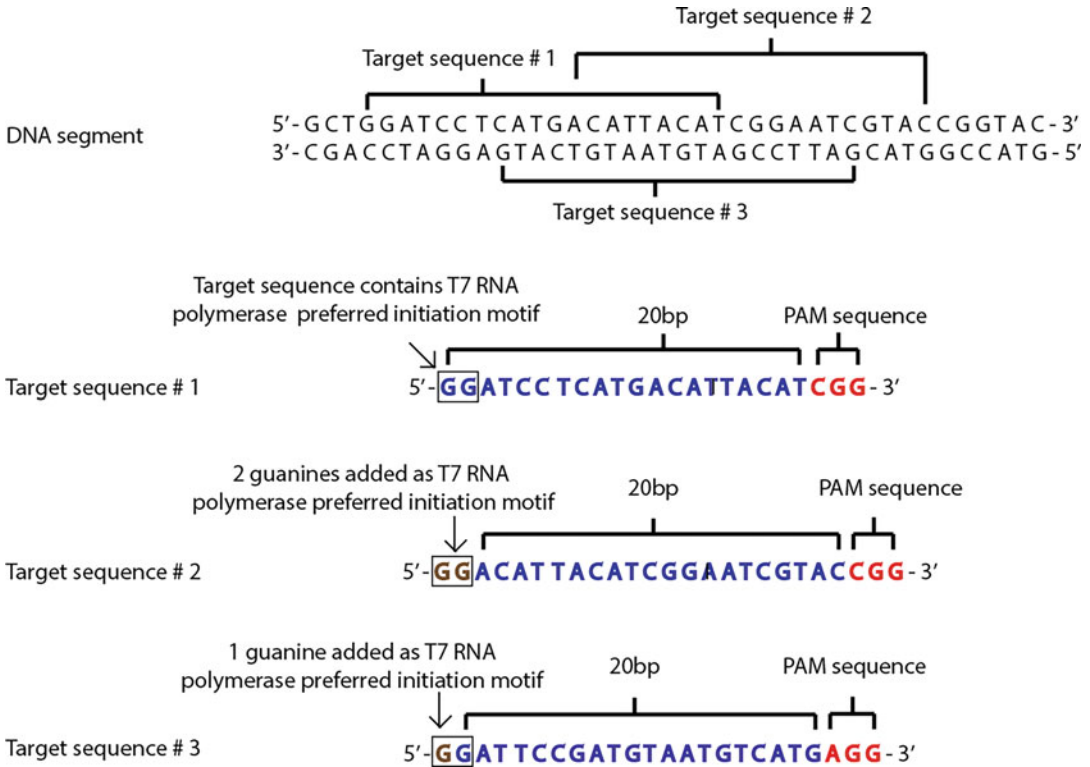 Target sequence # 2
Target sequence # 1
DNA segment
5'- G C T G G A T C C T C A T G A C A T T A C A T C G G A A T C G T A C C G G T A C - 3'
3'- C G A C C T A G G A G T A C T G T A A T G T A G C C T T A G C A T G G C C A T G - 5'
Target sequence # 3
Target sequence contains T7 RNA
polymerase preferred initiation motif
20bp
PAM sequence
Target sequence # 1
5'- GGATCCTCATGACATTACATCGG - 3'
2 guanines added as T7 RNA
polymerase preferred initiation motif
20bp
PAM sequence
Target sequence # 2
5'- GGACATTACATCGGAATCGTACCGG - 3'
1 guanine added as T7 RNA
polymerase preferred initiation motif
20bp
PAM sequence
Target sequence # 3
5'- GGATTCCGATGTAATGTCATGAGG - 3'